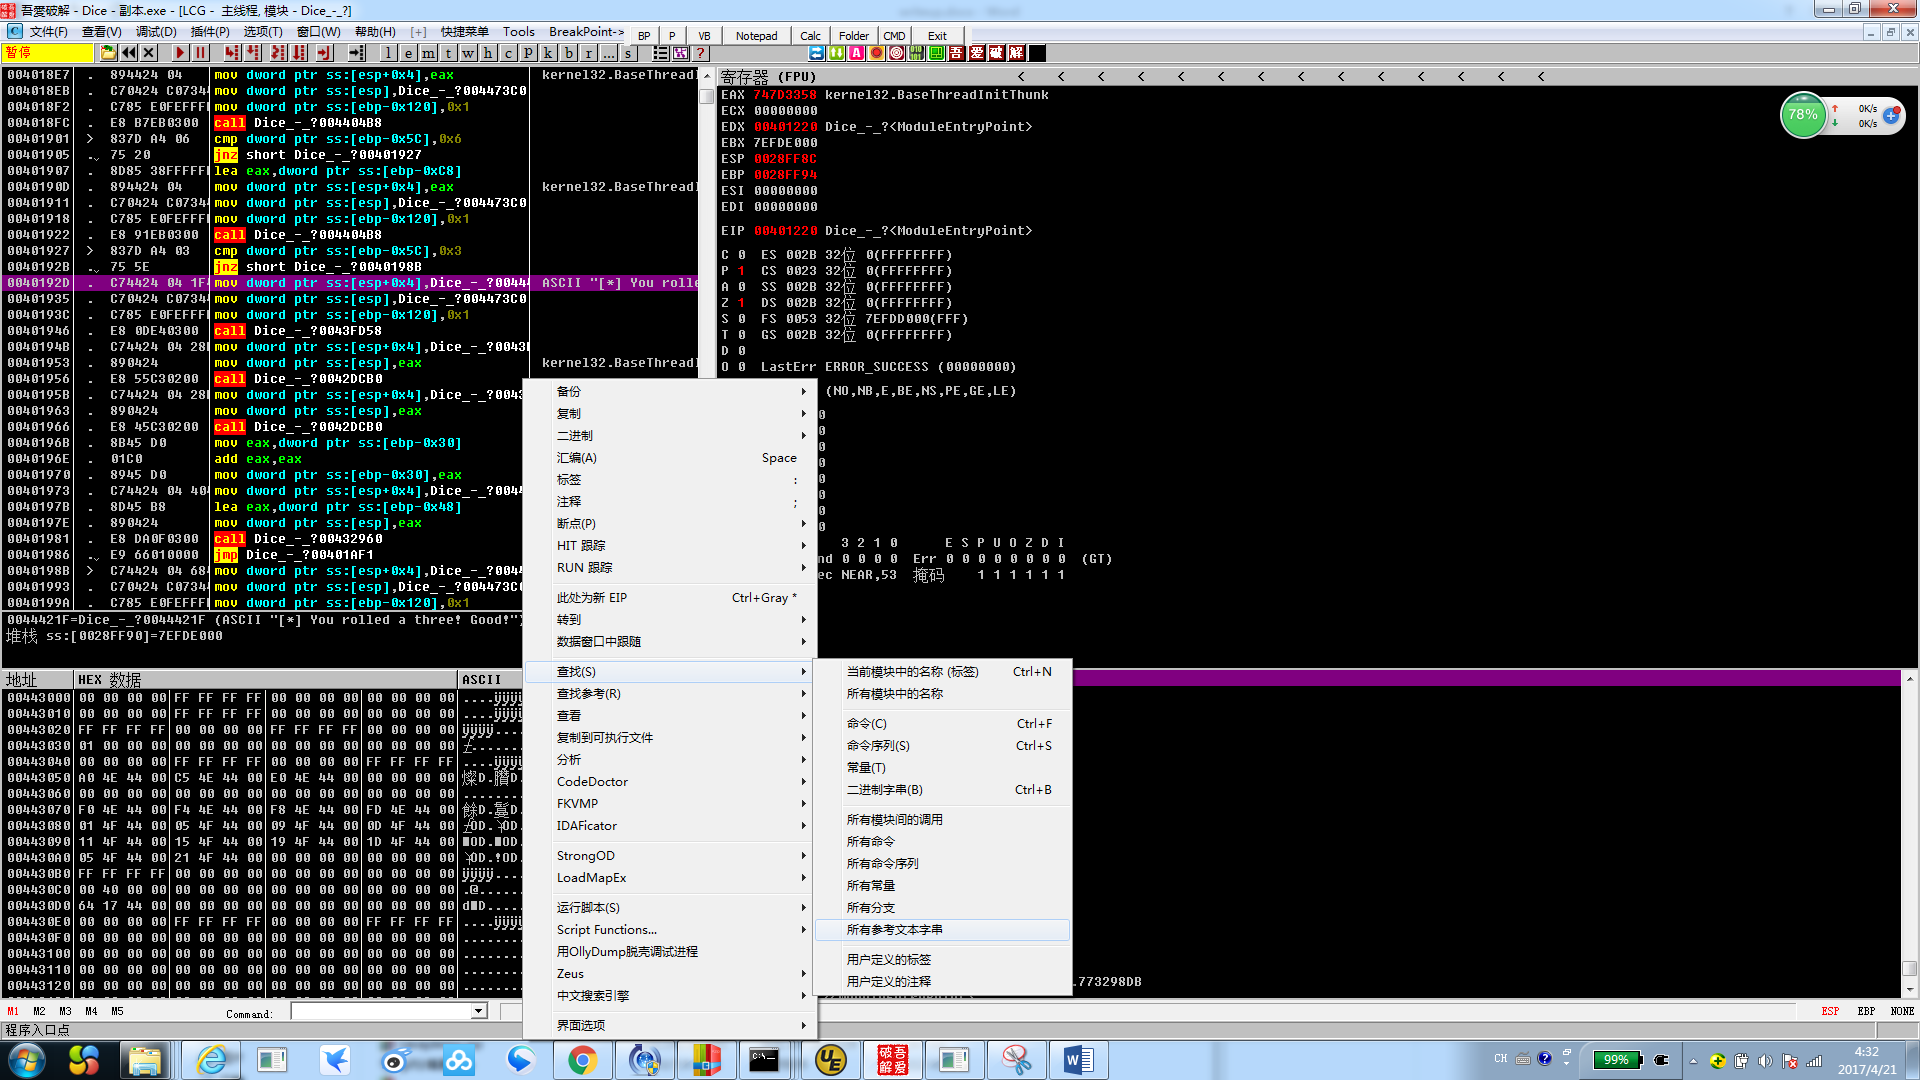 吾爱破解 - Dice - 副本.exe - [LCG - 主线程, 模块 - Dice_-_?]
文件(F) 查看(V) 调试(D) 插件(P) 选项(T) 窗口(W) 帮助(H) [+] 快捷菜单 Tools BreakPoint-> BP P VB Notepad Calc Folder CMD Exit
暂停 l e m t w h c p k b r ... s ?
004018E7 . 894424 04 mov dword ptr ss:[esp+0x4],eax kernel32.BaseThreadI
004018EB . C70424 C0734 mov dword ptr ss:[esp],Dice_-_?004473C0
004018F2 . C785 E0FEFFF mov dword ptr ss:[ebp-0x120],0x1
004018FC . E8 B7EB0300 call Dice_-_?004404B8
00401901 > 837D A4 06 cmp dword ptr ss:[ebp-0x5C],0x6
00401905 . 75 20 jnz short Dice_-_?00401927
00401907 . 8D85 38FFFFF lea eax,dword ptr ss:[ebp-0xC8]
0040190D . 894424 04 mov dword ptr ss:[esp+0x4],eax kernel32.BaseThreadI
00401911 . C70424 C0734 mov dword ptr ss:[esp],Dice_-_?004473C0
00401918 . C785 E0FEFFF mov dword ptr ss:[ebp-0x120],0x1
00401922 . E8 91EB0300 call Dice_-_?004404B8
00401927 > 837D A4 03 cmp dword ptr ss:[ebp-0x5C],0x3
0040192B . 75 5E jnz short Dice_-_?0040198B
0040192D . C74424 04 1F mov dword ptr ss:[esp+0x4],Dice_-_?0044 ASCII "[*] You rolle
00401935 . C70424 C0734 mov dword ptr ss:[esp],Dice_-_?004473C0
0040193C . C785 E0FEFFF mov dword ptr ss:[ebp-0x120],0x1
00401946 . E8 0DE40300 call Dice_-_?0043FD58
0040194B . C74424 04 28 mov dword ptr ss:[esp+0x4],Dice_-_?0043
00401953 . 890424 mov dword ptr ss:[esp],eax kernel32.BaseThreadI
00401956 . E8 55C30200 call Dice_-_?0042DCB0
0040195B . C74424 04 28 mov dword ptr ss:[esp+0x4],Dice_-_?0043
00401963 . 890424 mov dword ptr ss:[esp],eax
00401966 . E8 45C30200 call Dice_-_?0042DCB0
0040196B . 8B45 D0 mov eax,dword ptr ss:[ebp-0x30]
0040196E . 01C0 add eax,eax
00401970 . 8945 D0 mov dword ptr ss:[ebp-0x30],eax
00401973 . C74424 04 40 mov dword ptr ss:[esp+0x4],Dice_-_?0044
0040197B . 8D45 B8 lea eax,dword ptr ss:[ebp-0x48]
0040197E . 890424 mov dword ptr ss:[esp],eax
00401981 . E8 DA0F0300 call Dice_-_?00432960
00401986 . E9 66010000 jmp Dice_-_?00401AF1
0040198B > C74424 04 68 mov dword ptr ss:[esp+0x4],Dice_-_?0044
00401993 . C70424 C0734 mov dword ptr ss:[esp],Dice_-_?004473C0
0040199A . C785 E0FEFFF mov dword ptr ss:[ebp-0x120],0x1
0044421F=Dice_-_?0044421F (ASCII "[*] You rolled a three! Good!")
堆栈 ss:[0028FF90]=7EFDE000
寄存器 (FPU) < < < < < < < < < < < < < <
EAX 747D3358 kernel32.BaseThreadInitThunk
ECX 00000000
EDX 00401220 Dice_-_?<ModuleEntryPoint>
EBX 7EFDE000
ESP 0028FF8C
EBP 0028FF94
ESI 00000000
EDI 00000000
EIP 00401220 Dice_-_?<ModuleEntryPoint>
C 0 ES 002B 32位 0(FFFFFFFF)
P 1 CS 0023 32位 0(FFFFFFFF)
A 0 SS 002B 32位 0(FFFFFFFF)
Z 1 DS 002B 32位 0(FFFFFFFF)
S 0 FS 0053 32位 7EFDD000(FFF)
T 0 GS 002B 32位 0(FFFFFFFF)
D 0
O 0 LastErr ERROR_SUCCESS (00000000)
(NO,NB,E,BE,NS,PE,GE,LE)
0
0
0
0
0
0
0
0
3 2 1 0 E S P U O Z D I
nd 0 0 0 0 Err 0 0 0 0 0 0 0 0 (GT)
ec NEAR,53 掩码 1 1 1 1 1 1
78% 0K/s
0K/s
备份
复制
二进制
汇编(A) Space
标签 :
注释 ;
断点(P)
HIT 跟踪
RUN 跟踪
此处为新 EIP Ctrl+Gray *
转到
数据窗口中跟随
查找(S)
查找参考(R)
查看
复制到可执行文件
分析
CodeDoctor
FKVMP
IDAFicator
StrongOD
LoadMapEx
运行脚本(S)
Script Functions...
用OllyDump脱壳调试进程
Zeus
中文搜索引擎
界面选项
当前模块中的名称 (标签) Ctrl+N
所有模块中的名称
命令(C) Ctrl+F
命令序列(S) Ctrl+S
常量(T)
二进制字串(B) Ctrl+B
所有模块间的调用
所有命令
所有命令序列
所有常量
所有分支
所有参考文本字串
用户定义的标签
用户定义的注释
.773298DB
地址 HEX 数据 ASCII
00443000 00 00 00 00 FF FF FF FF 00 00 00 00 00 00 00 00
00443010 00 00 00 00 FF FF FF FF 00 00 00 00 00 00 00 00
00443020 FF FF FF FF 00 00 00 00 FF FF FF FF 00 00 00 00
00443030 01 00 00 00 00 00 00 00 00 00 00 00 00 00 00 00
00443040 00 00 00 00 FF FF FF FF 00 00 00 00 FF FF FF FF
00443050 A0 4E 44 00 C5 4E 44 00 E0 4E 44 00 00 00 00 00
00443060 00 00 00 00 00 00 00 00 00 00 00 00 00 00 00 00
00443070 F0 4E 44 00 F4 4E 44 00 F8 4E 44 00 FD 4E 44 00
00443080 01 4F 44 00 05 4F 44 00 09 4F 44 00 0D 4F 44 00
00443090 11 4F 44 00 15 4F 44 00 19 4F 44 00 1D 4F 44 00
004430A0 05 4F 44 00 21 4F 44 00 00 00 00 00 00 00 00 00
004430B0 FF FF FF FF 00 00 00 00 00 00 00 00 00 00 00 00
004430C0 00 40 00 00 00 00 00 00 00 00 00 00 00 00 00 00
004430D0 64 17 44 00 00 00 00 00 00 00 00 00 00 00 00 00
004430E0 00 00 00 00 FF FF FF FF 00 00 00 00 FF FF FF FF
004430F0 00 00 00 00 00 00 00 00 00 00 00 00 00 00 00 00
00443100 00 00 00 00 00 00 00 00 00 00 00 00 00 00 00 00
00443110 00 00 00 00 00 00 00 00 00 00 00 00 00 00 00 00
00443120 00 00 00 00 00 00 00 00 00 00 00 00 00 00 00 00
M1 M2 M3 M4 M5 Command: ESP EBP NONE
程序入口点
CH 99% 4:32
2017/4/21